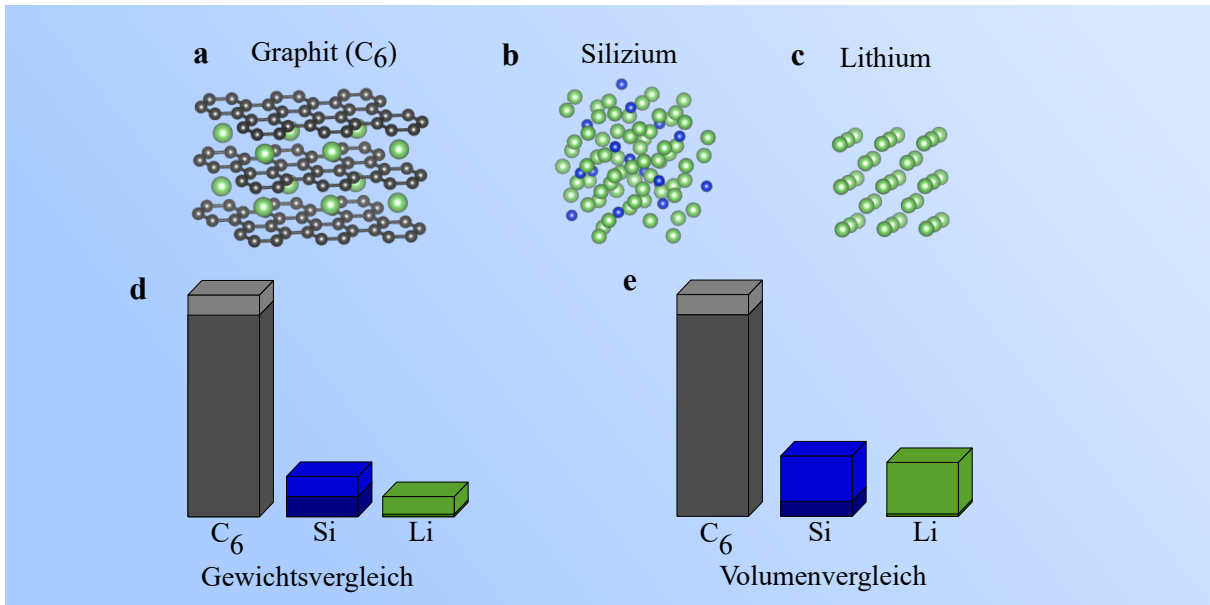 a Graphit (C6) b Silizium c Lithium
d e
C6 Si Li C6 Si Li
Gewichtsvergleich Volumenvergleich